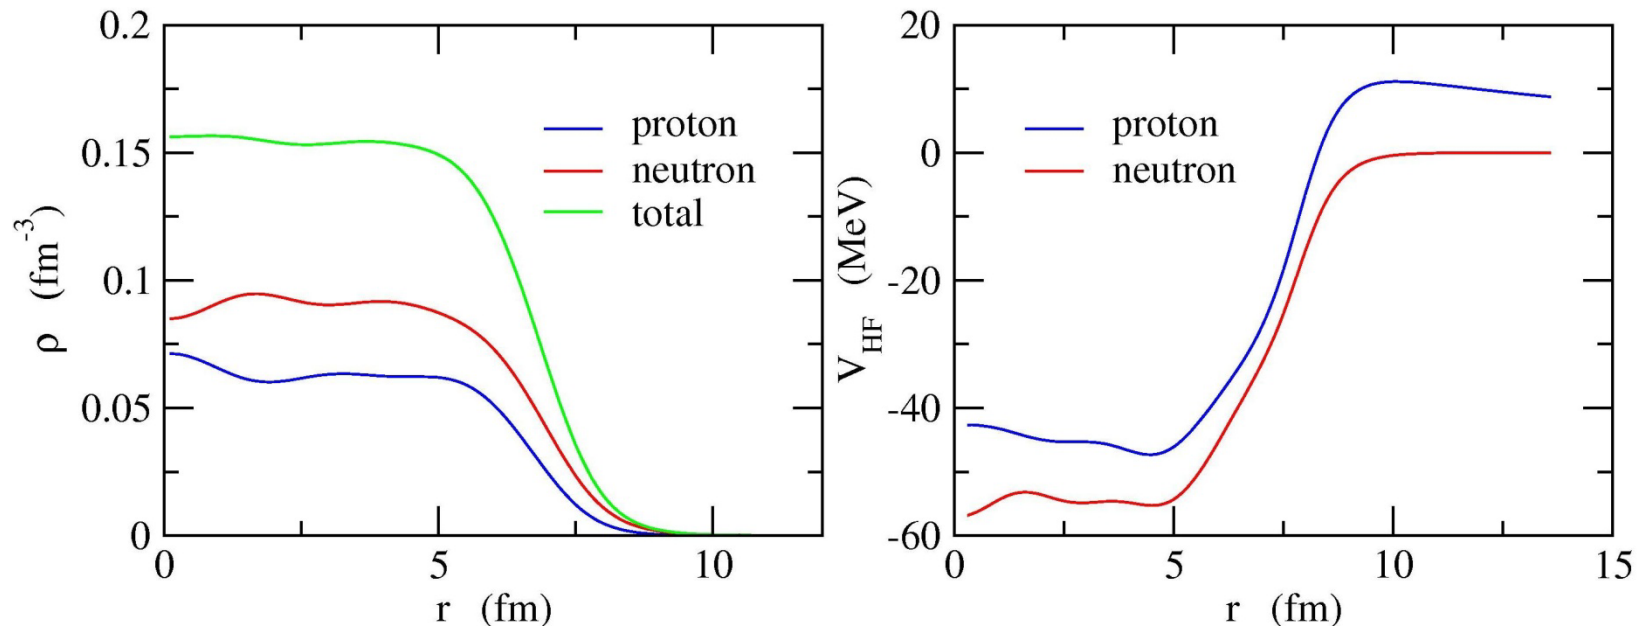 0.2
0.15
0.1
0.05
0
ρ (fm-3)
proton
neutron
total
0 5 10
r (fm)
20
0
-20
-40
-60
VHF (MeV)
proton
neutron
0 5 10 15
r (fm)